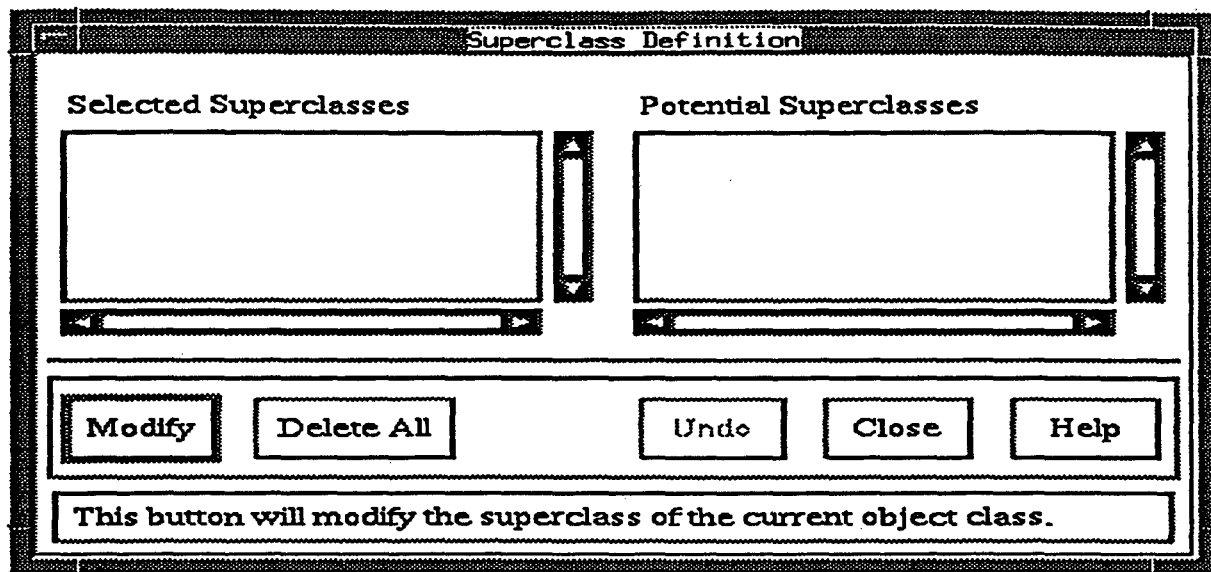 Superclass Definition
Selected Superclasses
Potential Superclasses
Modify
Delete All
Undo
Close
Help
This button will modify the superclass of the current object class.